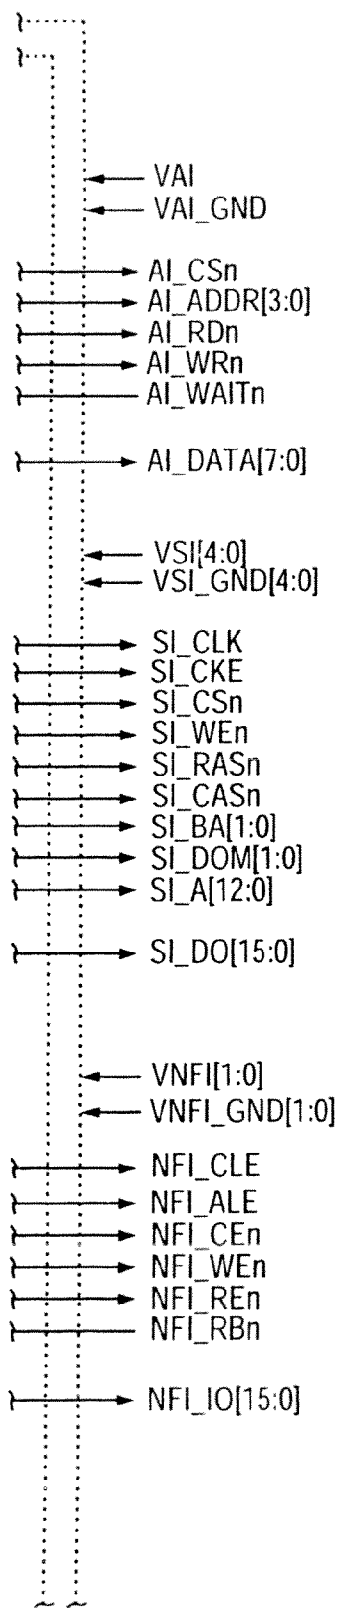 VAI
VAI_GND
AI_CSn
AI_ADDR[3:0]
AI_RDn
AI_WRn
AI_WAITn
AI_DATA[7:0]
VSI[4:0]
VSI_GND[4:0]
SI_CLK
SI_CKE
SI_CSn
SI_WEn
SI_RASn
SI_CASn
SI_BA[1:0]
SI_DOM[1:0]
SI_A[12:0]
SI_DO[15:0]
VNFI[1:0]
VNFI_GND[1:0]
NFI_CLE
NFI_ALE
NFI_CEn
NFI_WEn
NFI_REn
NFI_RBn
NFI_IO[15:0]